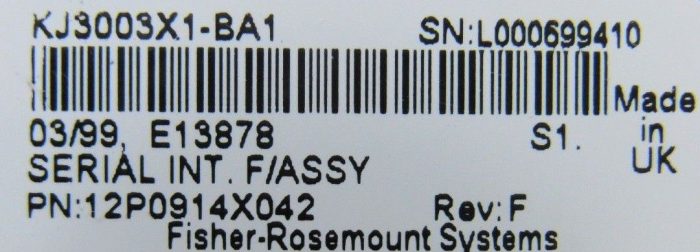 KJ3003X1-BA1 SN:L000699410
Made
03/99, E13878 S1. in
SERIAL INT. F/ASSY UK
PN:12P0914X042 Rev:F
Fisher-Rosemount Systems